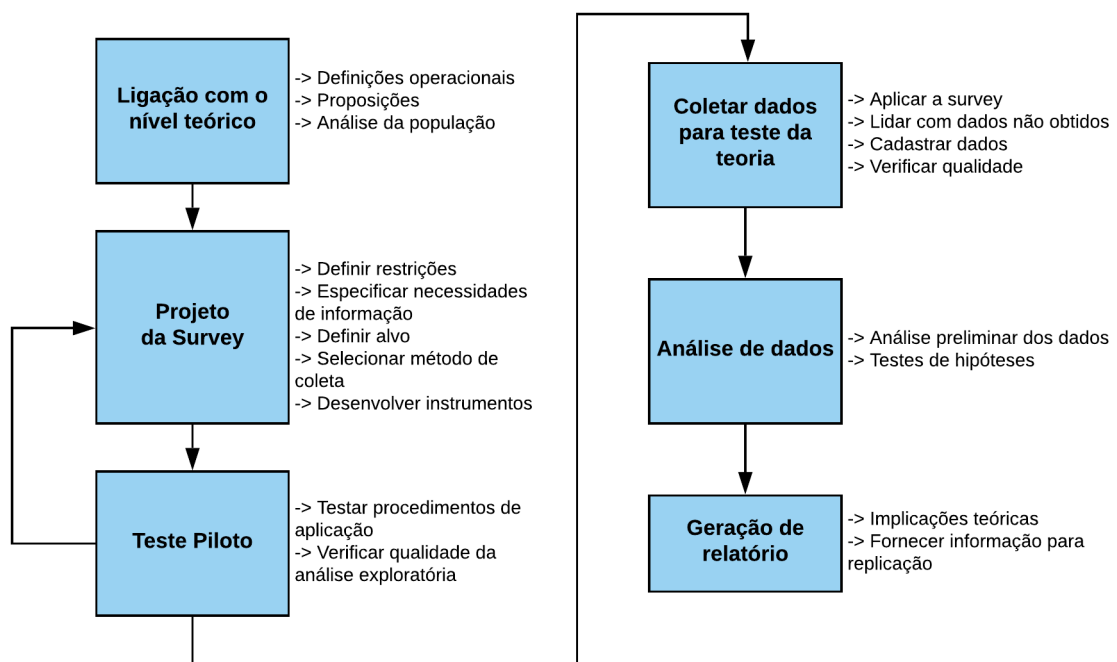 Ligação com o
nível teórico
-> Definições operacionais
-> Proposições
-> Análise da população
Projeto
da Survey
-> Definir restrições
-> Especificar necessidades
de informação
-> Definir alvo
-> Selecionar método de
coleta
-> Desenvolver instrumentos
Teste Piloto
-> Testar procedimentos de
aplicação
-> Verificar qualidade da
análise exploratória
Coletar dados
para teste da
teoria
-> Aplicar a survey
-> Lidar com dados não obtidos
-> Cadastrar dados
-> Verificar qualidade
Análise de dados
-> Análise preliminar dos dados
-> Testes de hipóteses
Geração de
relatório
-> Implicações teóricas
-> Fornecer informação para
replicação